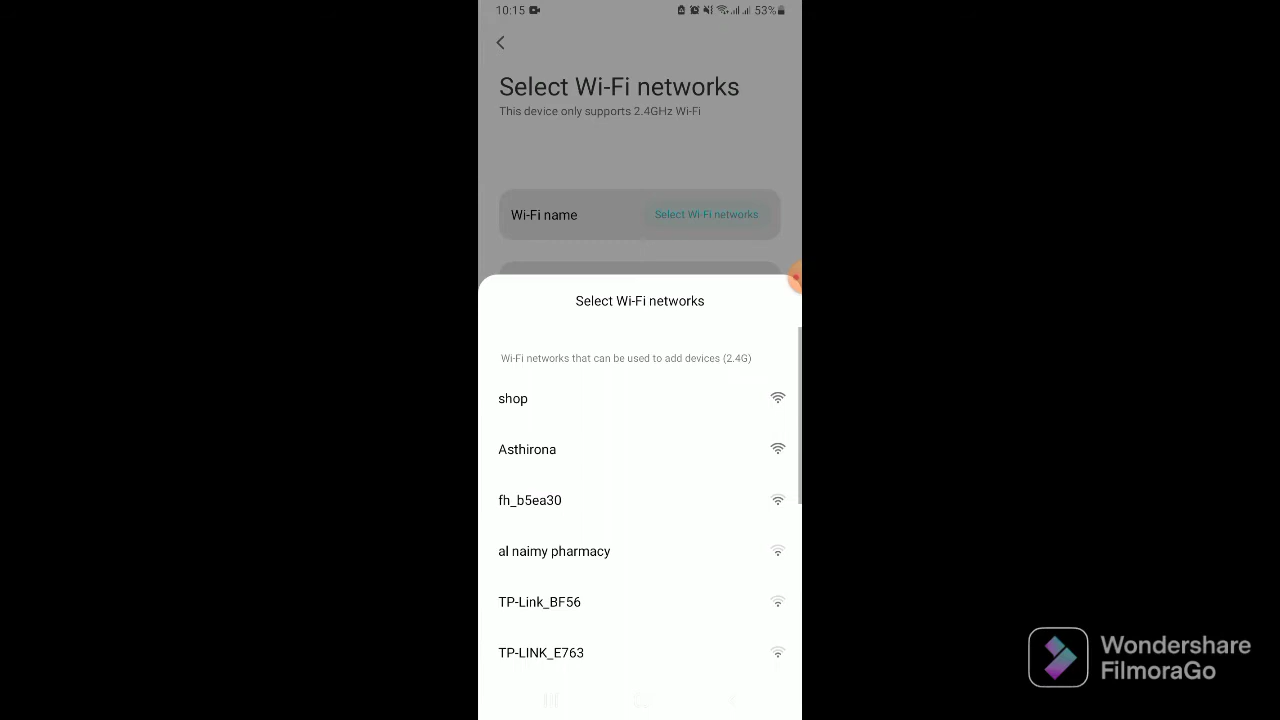 10:15
53%
Select Wi-Fi networks
This device only supports 2.4GHz Wi-Fi
Wi-Fi name
Select Wi-Fi networks
Select Wi-Fi networks
Wi-Fi networks that can be used to add devices (2.4G)
shop
Asthirona
fh_b5ea30
al naimy pharmacy
TP-Link_BF56
TP-LINK_E763
Wondershare
FilmoraGo